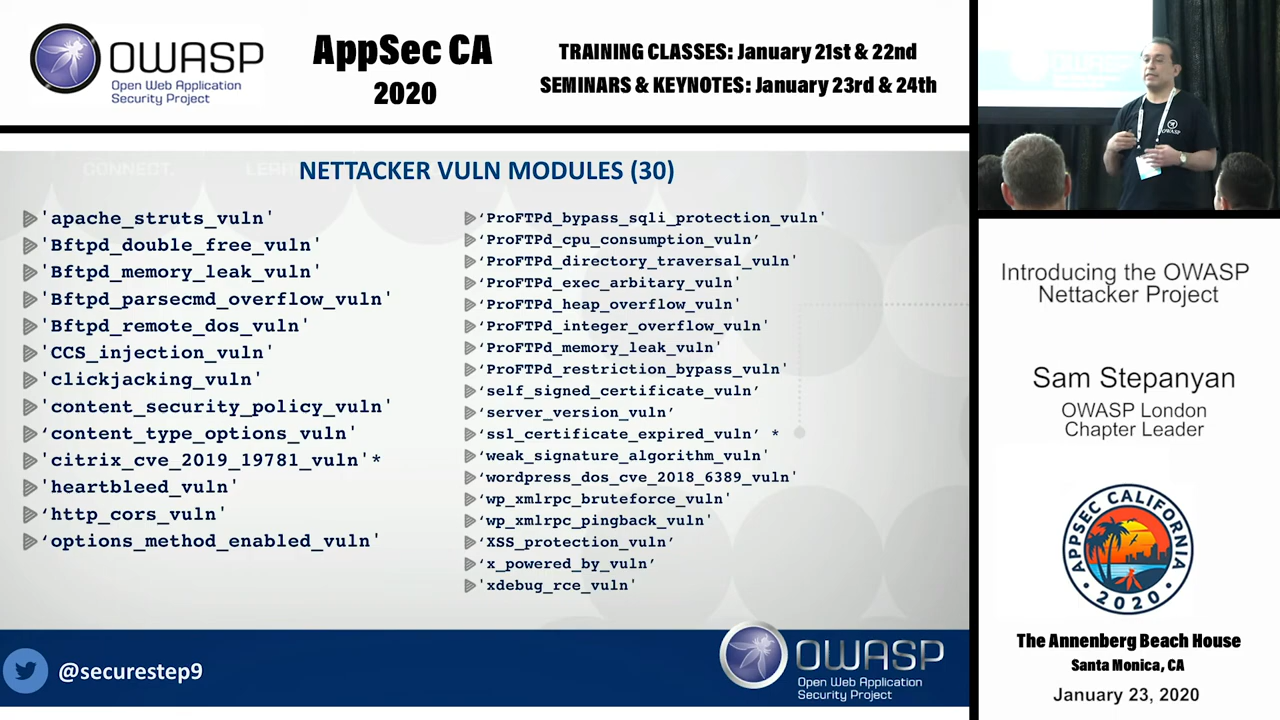 OWASP
Open Web Application
Security Project
AppSec CA
2020
TRAINING CLASSES: January 21st & 22nd
SEMINARS & KEYNOTES: January 23rd & 24th
OWASP
CONNECT.
NETTACKER VULN MODULES (30)
'apache_struts_vuln'
'Bftpd_double_free_vuln'
'Bftpd_memory_leak_vuln'
'Bftpd_parsecmd_overflow_vuln'
'Bftpd_remote_dos_vuln'
'CCS_injection_vuln'
'clickjacking_vuln'
'content_security_policy_vuln'
‘content_type_options_vuln'
'citrix_cve_2019_19781_vuln'*
'heartbleed_vuln'
‘http_cors_vuln'
‘options_method_enabled_vuln'
‘ProFTPd_bypass_sqli_protection_vuln'
‘ProFTPd_cpu_consumption_vuln’
‘ProFTPd_directory_traversal_vuln'
‘ProFTPd_exec_arbitary_vuln'
‘ProFTPd_heap_overflow_vuln'
‘ProFTPd_integer_overflow_vuln'
‘ProFTPd_memory_leak_vuln'
‘ProFTPd_restriction_bypass_vuln'
‘self_signed_certificate_vuln’
‘server_version_vuln’
‘ssl_certificate_expired_vuln’ *
‘weak_signature_algorithm_vuln'
‘wordpress_dos_cve_2018_6389_vuln'
‘wp_xmlrpc_bruteforce_vuln'
‘wp_xmlrpc_pingback_vuln'
‘XSS_protection_vuln’
‘x_powered_by_vuln’
'xdebug_rce_vuln'
@securestep9
OWASP
Open Web Application
Security Project
Introducing the OWASP
Nettacker Project
Sam Stepanyan
OWASP London
Chapter Leader
APPSEC CALIFORNIA
• 2020 •
The Annenberg Beach House
Santa Monica, CA
January 23, 2020